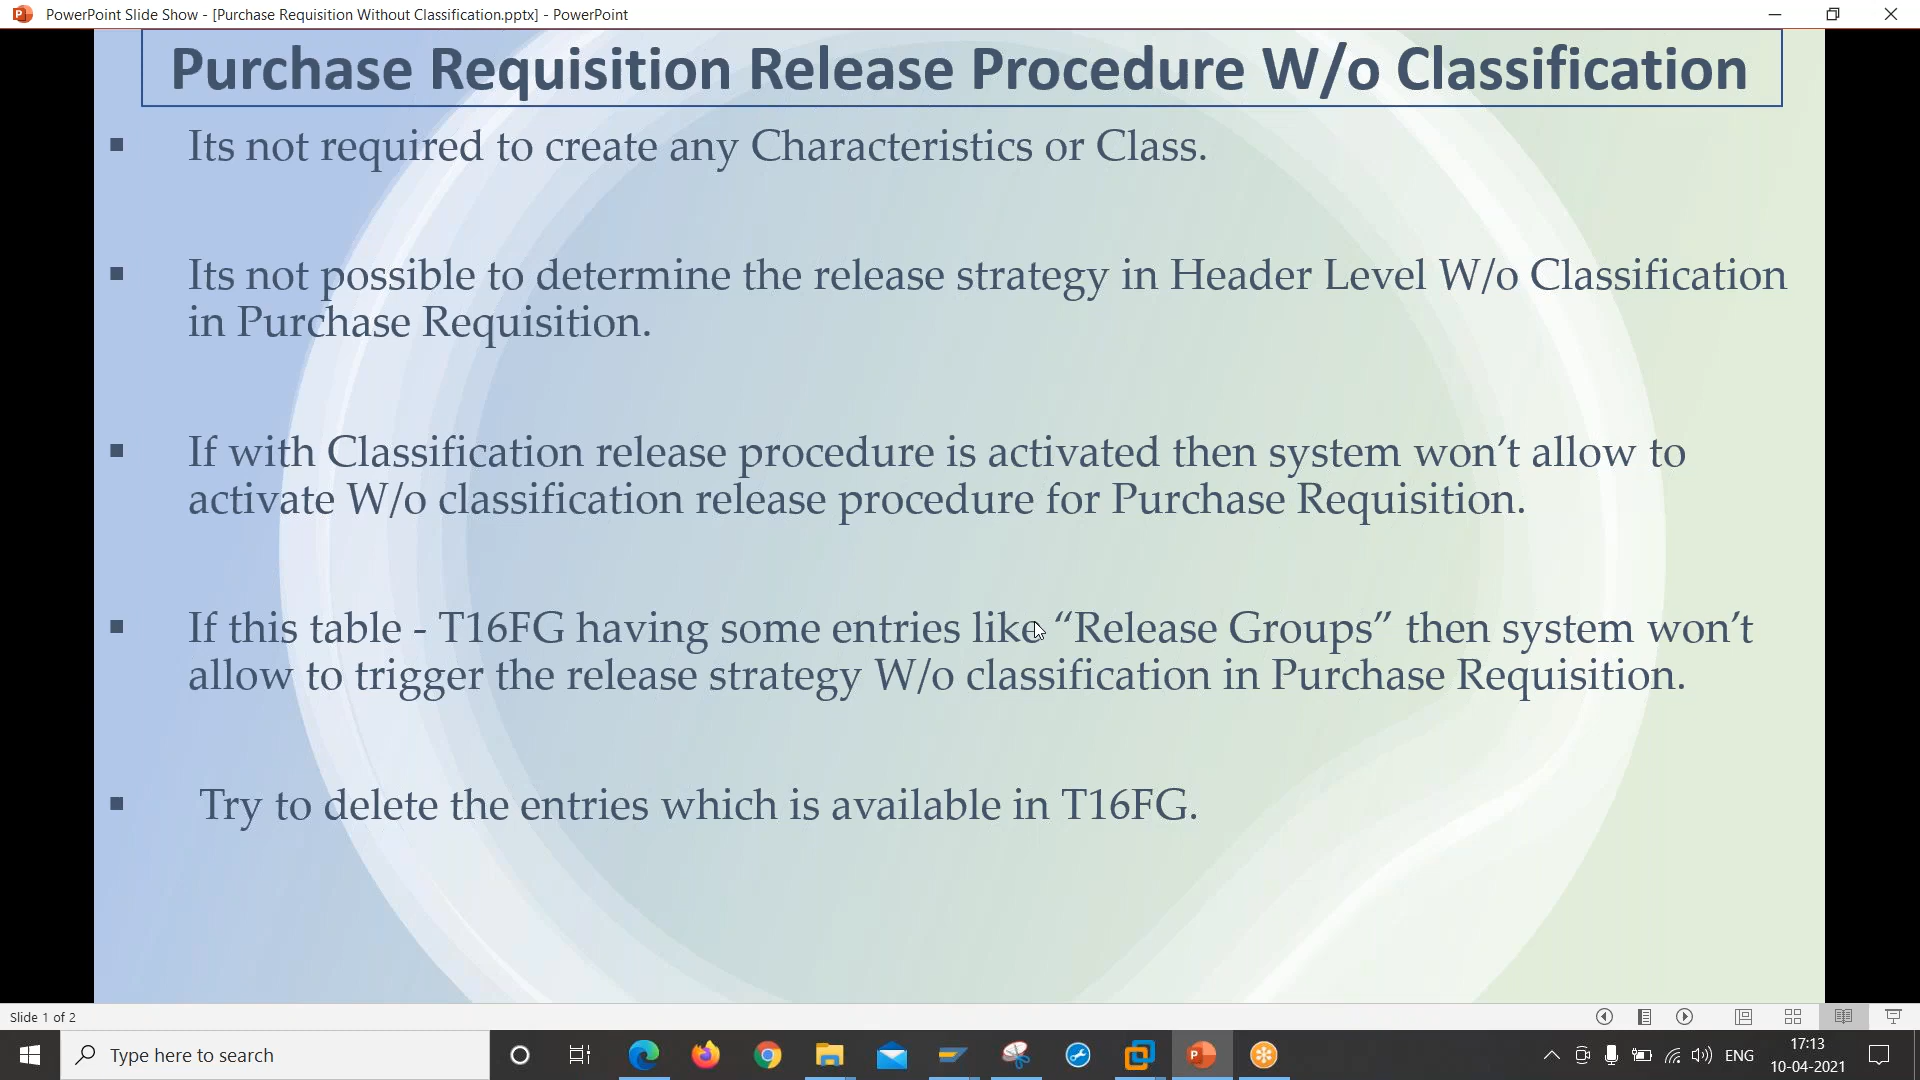 PowerPoint Slide Show - [Purchase Requisition Without Classification.pptx] - PowerPoint
Purchase Requisition Release Procedure W/o Classification
▪ Its not required to create any Characteristics or Class.
▪ Its not possible to determine the release strategy in Header Level W/o Classification
in Purchase Requisition.
▪ If with Classification release procedure is activated then system won’t allow to
activate W/o classification release procedure for Purchase Requisition.
▪ If this table - T16FG having some entries like “Release Groups” then system won’t
allow to trigger the release strategy W/o classification in Purchase Requisition.
▪ Try to delete the entries which is available in T16FG.
Slide 1 of 2
Type here to search
ENG
17:13
10-04-2021